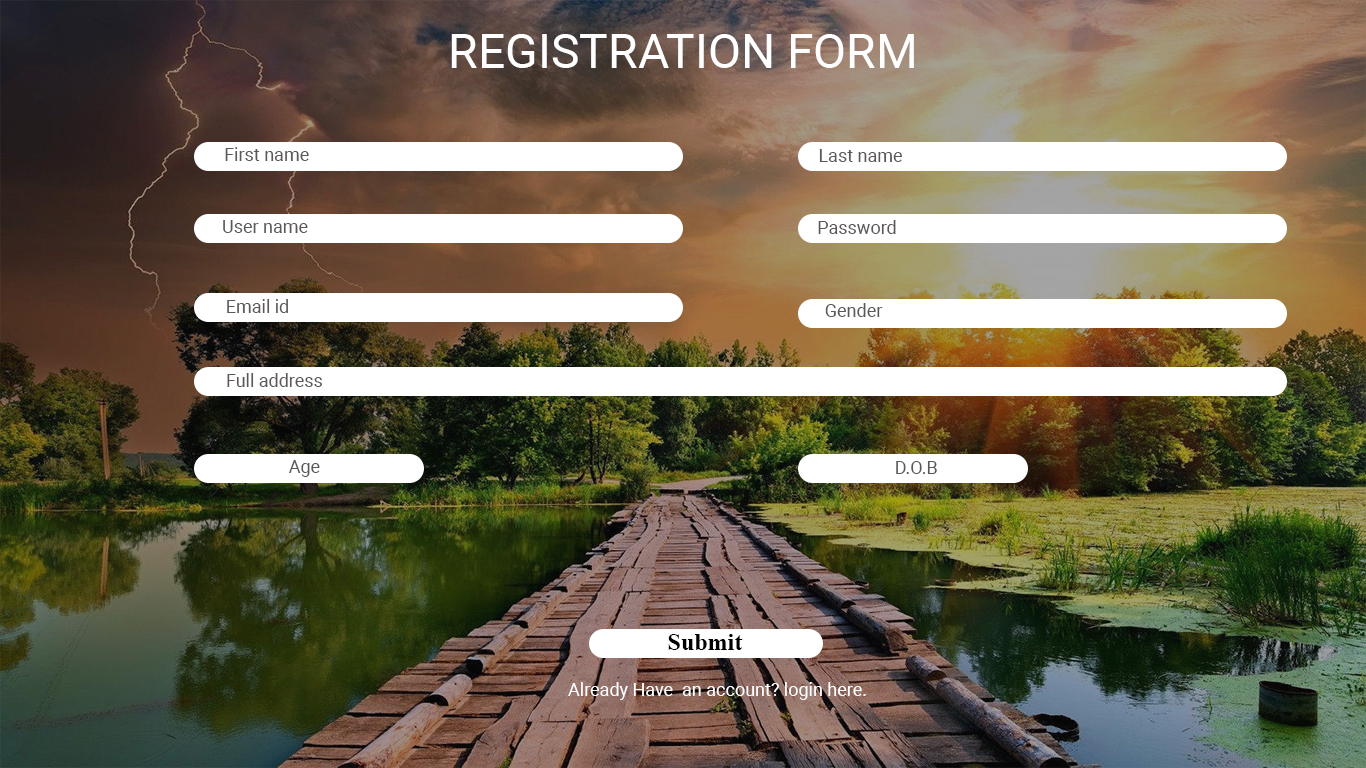 REGISTRATION FORM
First name
Last name
User name
Password
Email id
Gender
Full address
Age
D.O.B
Submit
Already Have  an account? login here.